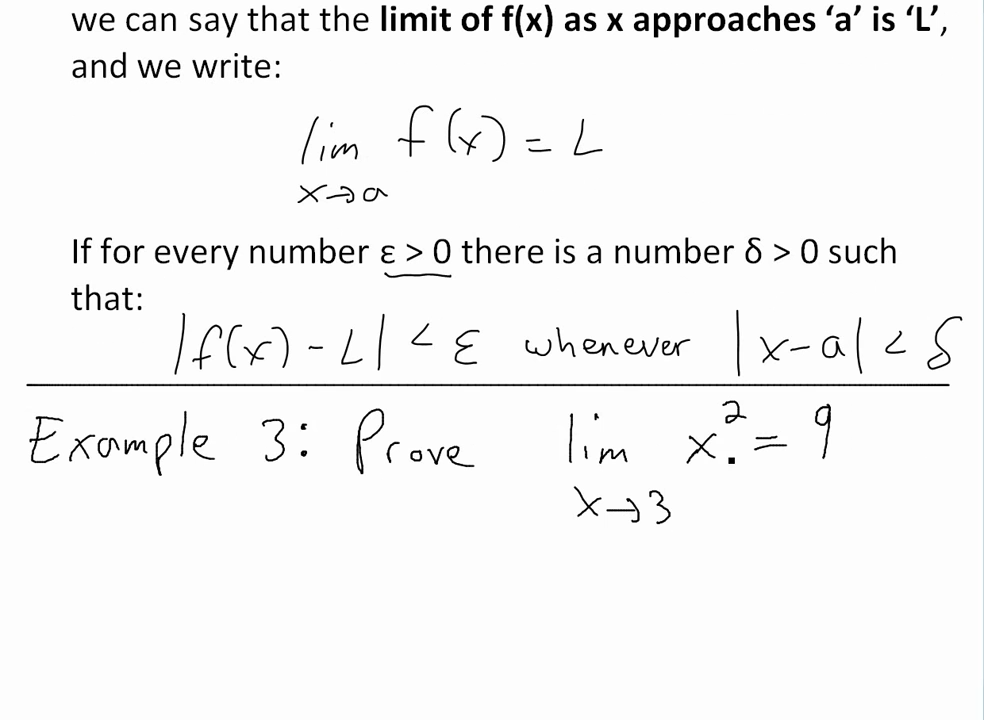 we can say that the limit of f(x) as x approaches ‘a’ is ‘L’,
and we write:
lim f(x) = L
x→a
If for every number ε > 0 there is a number δ > 0 such
that:
|f(x) - L| < ε whenever |x - a| < δ
Example 3: Prove lim x² = 9
x→3